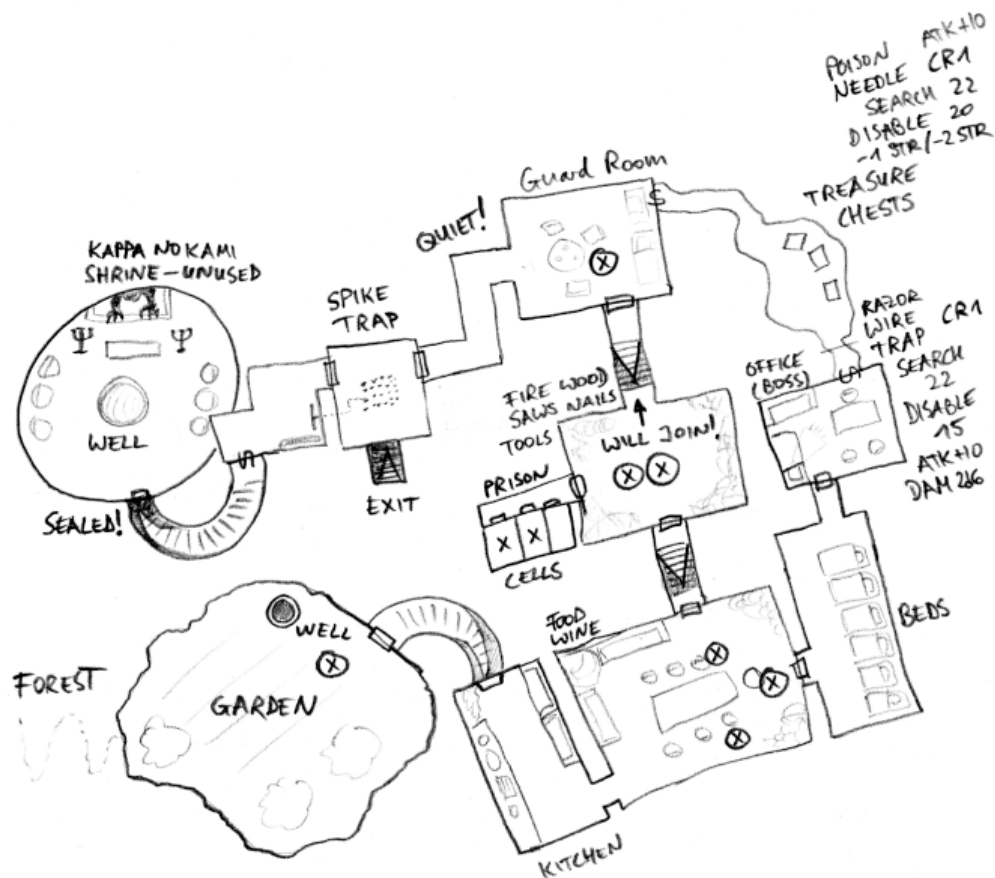 POISON ATK+10
NEEDLE CR1
SEARCH 22
DISABLE 20
-1 STR/-2 STR
TREASURE
CHESTS
Guard Room
S
QUIET!
KAPPA NO KAMI
SHRINE-UNUSED
SPIKE
TRAP
WELL
SEALED!
S
EXIT
FIRE WOOD
SAWS NAILS
TOOLS
WILL JOIN!
X
X X
PRISON
X X
CELLS
OFFICE
(BOSS)
S
RAZOR
WIRE CR1
TRAP
SEARCH
22
DISABLE
15
ATK+10
DAM 2d6
BEDS
FOOD
WINE
X
X
X
KITCHEN
WELL
X
GARDEN
FOREST